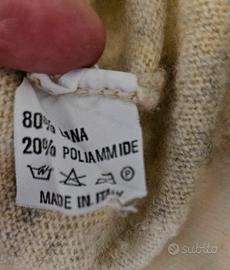 80% LANA
20% POLIAMMIDE
MADE IN ITALY
subito